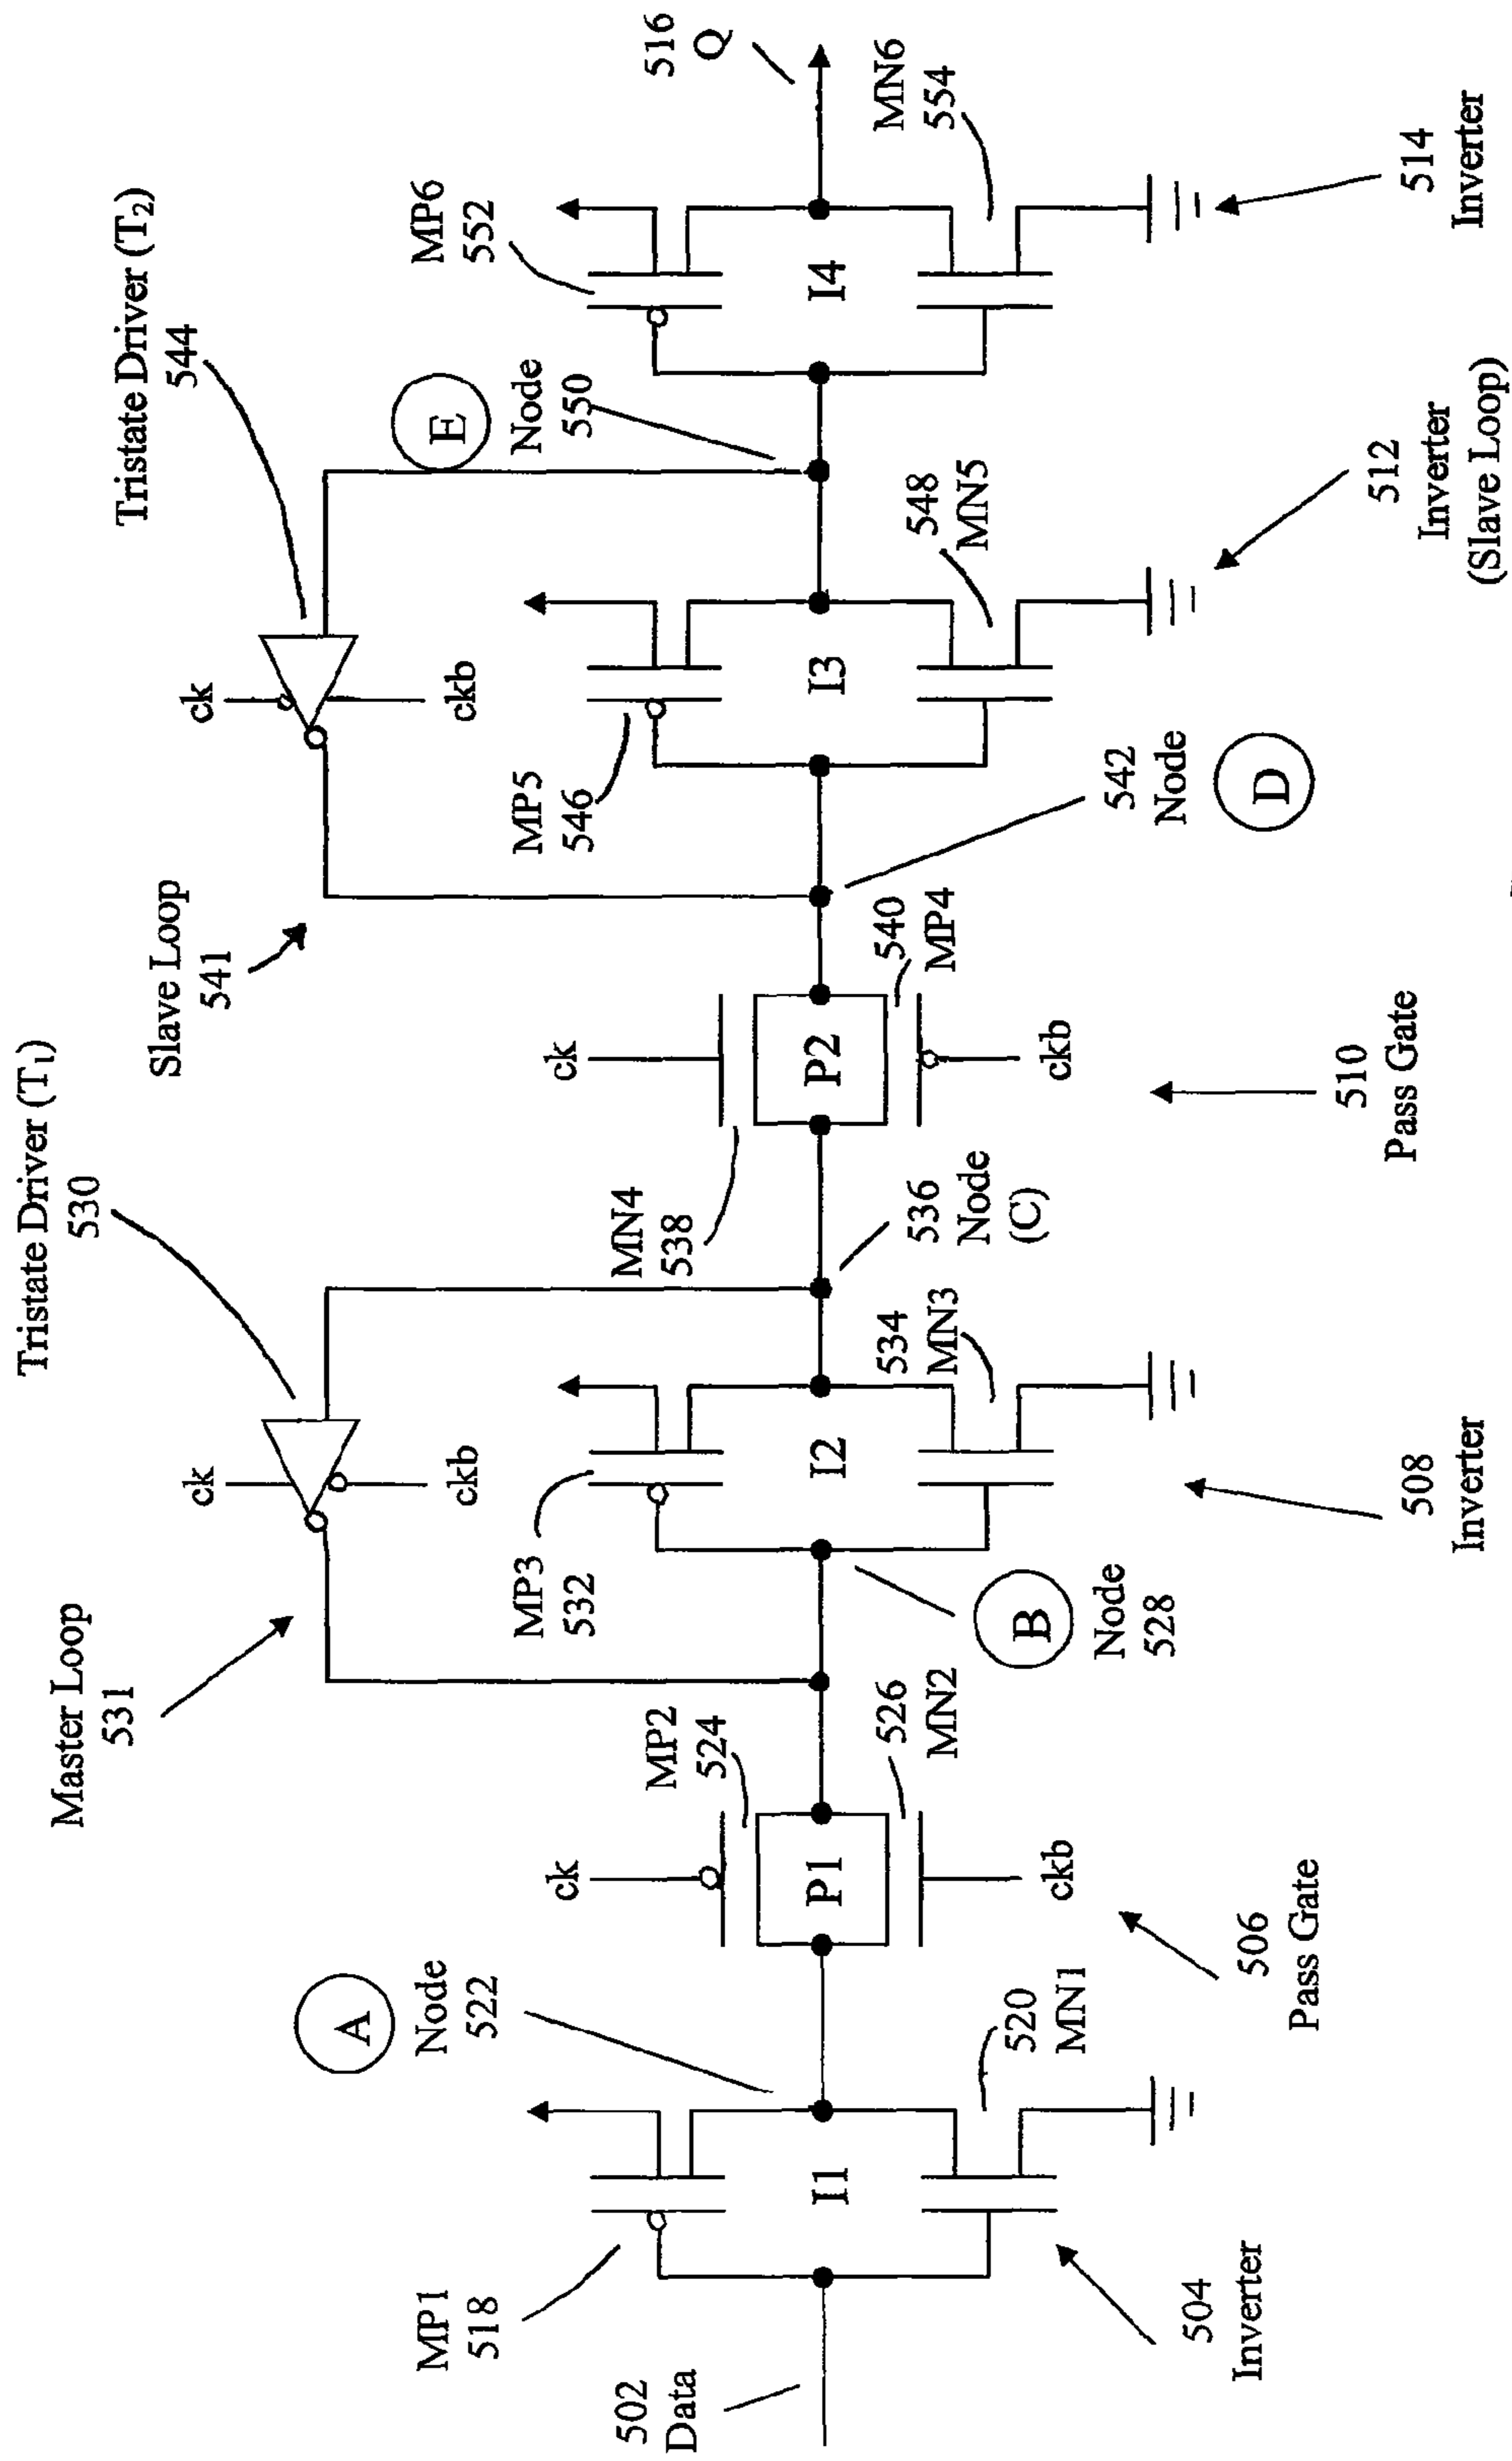 502
Data
MP1
518
I1
504
Inverter
A
Node
522
520
MN1
ck
P1
ckb
506
Pass Gate
MP2
524
526
MN2
Master Loop
531
B
Node
528
MP3
532
I2
508
Inverter
Tristate Driver (T1)
530
ck
ckb
534
MN3
536
Node
(C)
MN4
538
ck
P2
ckb
510
Pass Gate
540
MP4
Slave Loop
541
542
Node
D
MP5
546
I3
548
MN5
512
Inverter
(Slave Loop)
Tristate Driver (T2)
544
ck
ckb
E
Node
550
MP6
552
I4
MN6
554
514
Inverter
516
Q